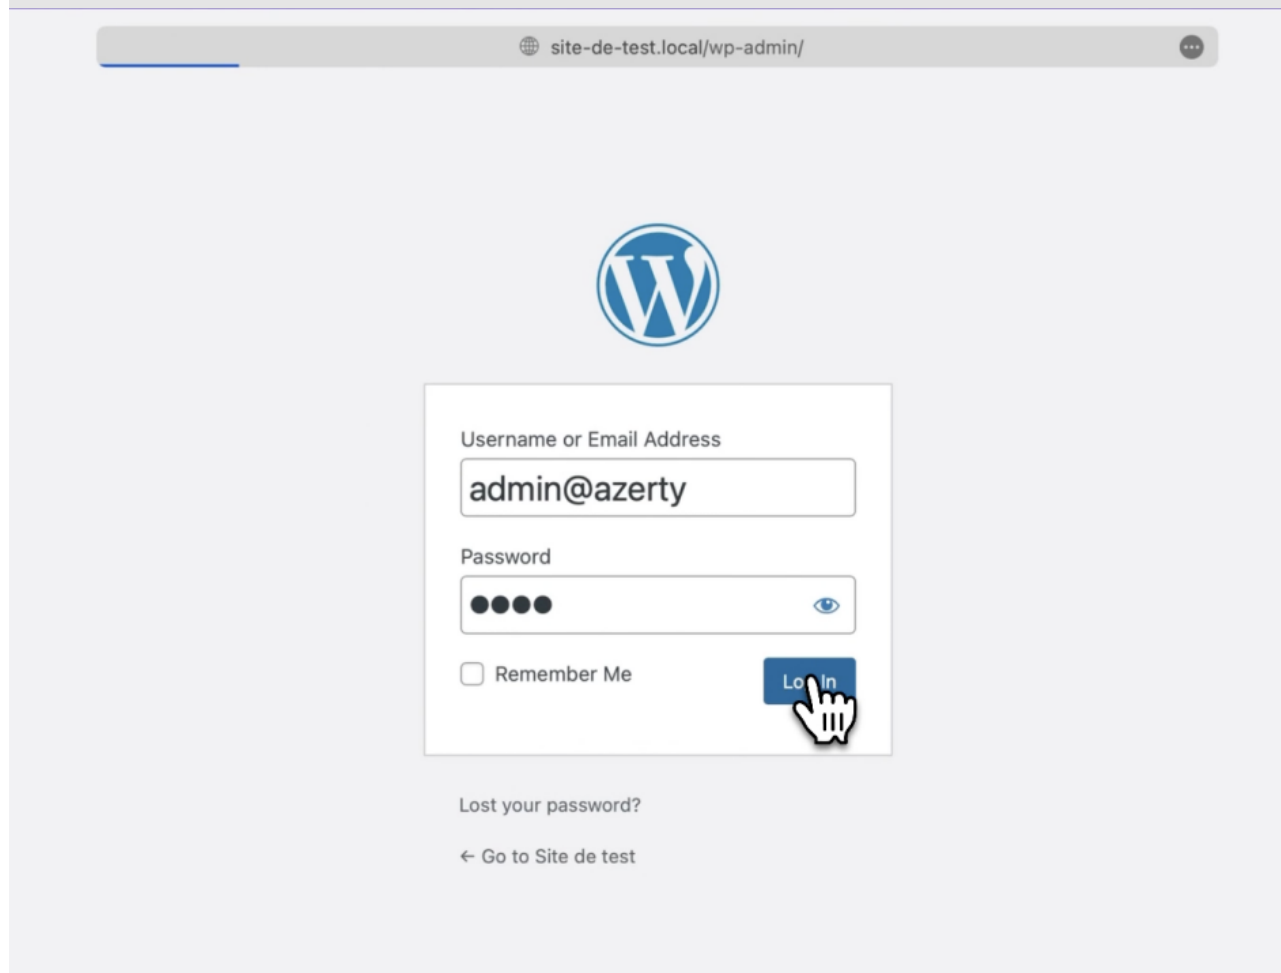 site-de-test.local/wp-admin/
Username or Email Address
admin@azerty
Password
Remember Me
Log In
Lost your password?
← Go to Site de test